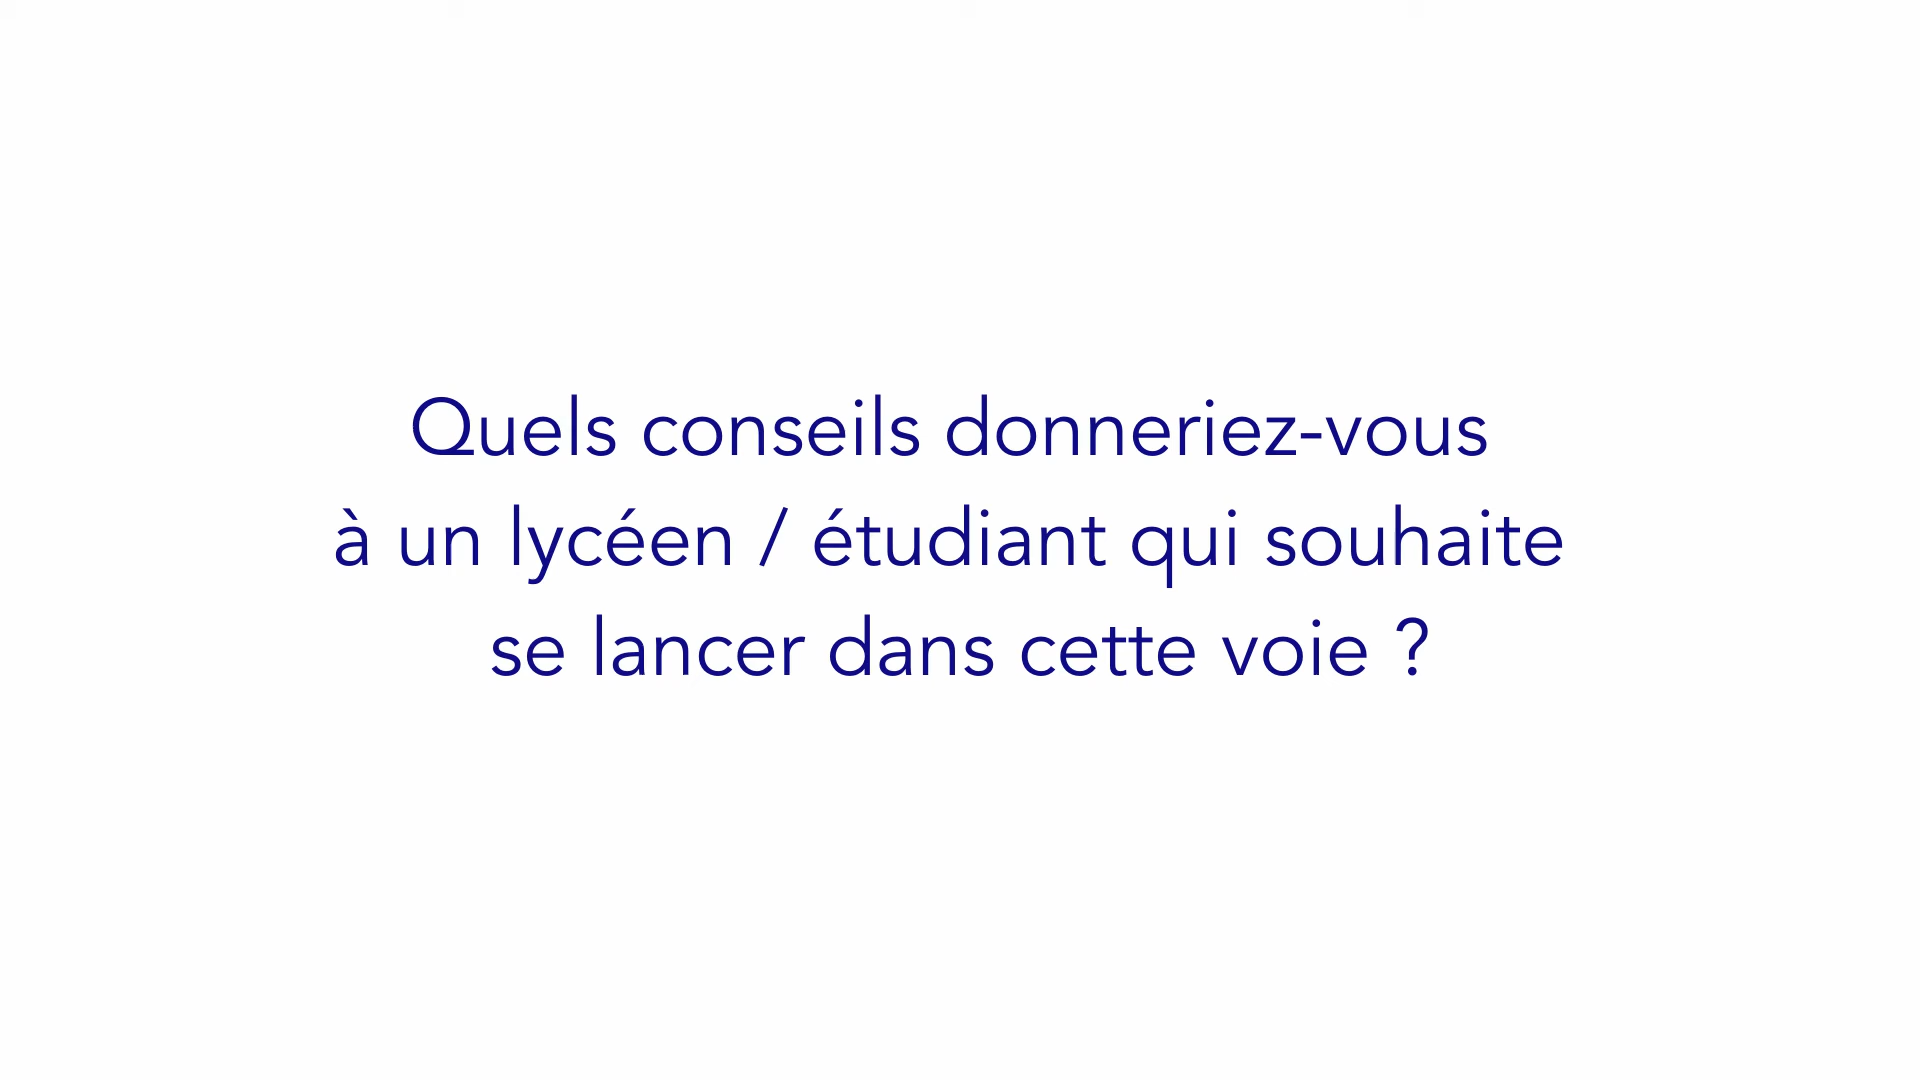 Quels conseils donneriez-vous
à un lycéen / étudiant qui souhaite
se lancer dans cette voie ?